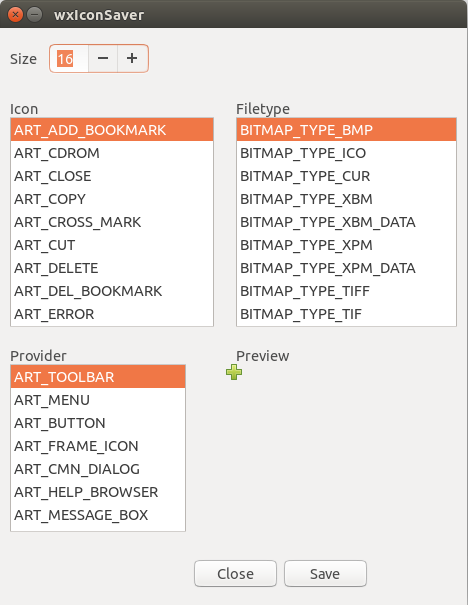 wxIconSaver
Size 16
Icon
ART_ADD_BOOKMARK
ART_CDROM
ART_CLOSE
ART_COPY
ART_CROSS_MARK
ART_CUT
ART_DELETE
ART_DEL_BOOKMARK
ART_ERROR
Filetype
BITMAP_TYPE_BMP
BITMAP_TYPE_ICO
BITMAP_TYPE_CUR
BITMAP_TYPE_XBM
BITMAP_TYPE_XBM_DATA
BITMAP_TYPE_XPM
BITMAP_TYPE_XPM_DATA
BITMAP_TYPE_TIFF
BITMAP_TYPE_TIF
Provider
ART_TOOLBAR
ART_MENU
ART_BUTTON
ART_FRAME_ICON
ART_CMN_DIALOG
ART_HELP_BROWSER
ART_MESSAGE_BOX
Preview
Close
Save